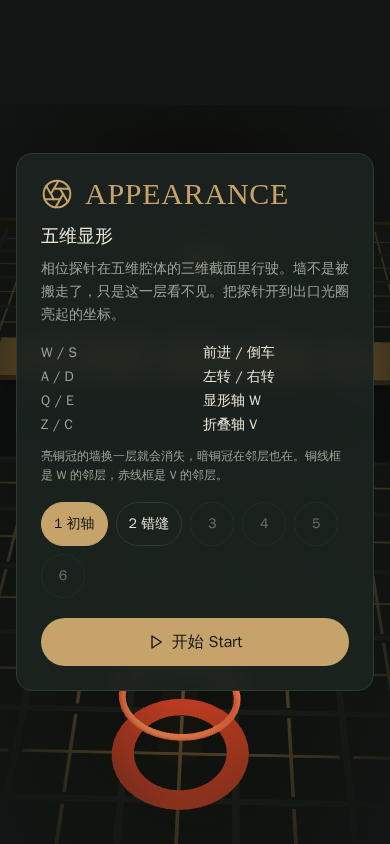 APPEARANCE
五维显形
相位探针在五维腔体的三维截面里行驶。墙不是被
搬走了，只是这一层看不见。把探针开到出口光圈
亮起的坐标。
W / S 前进 / 倒车
A / D 左转 / 右转
Q / E 显形轴 W
Z / C 折叠轴 V
亮铜冠的墙换一层就会消失，暗铜冠在邻层也在。铜线框
是 W 的邻层，赤线框是 V 的邻层。
1 初轴 2 错缝 3 4 5
6
开始 Start